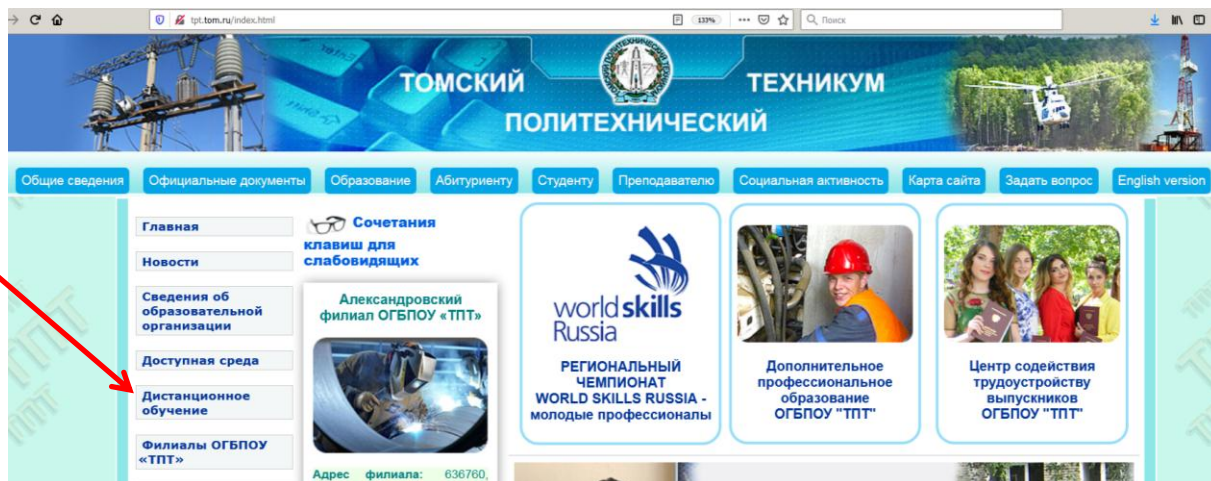 tpt.tom.ru/index.html
133%
Поиск
ТОМСКИЙ
ТЕХНИКУМ
ПОЛИТЕХНИЧЕСКИЙ
Общие сведения
Официальные документы
Образование
Абитуриенту
Студенту
Преподавателю
Социальная активность
Карта сайта
Задать вопрос
English version
Главная
Новости
Сведения об
образовательной
организации
Доступная среда
Дистанционное
обучение
Филиалы ОГБПОУ
«ТПТ»
Сочетания
клавиш для
слабовидящих
Александровский
филиал ОГБПОУ «ТПТ»
Адрес филиала: 636760,
world skills
Russia
РЕГИОНАЛЬНЫЙ
ЧЕМПИОНАТ
WORLD SKILLS RUSSIA -
молодые профессионалы
Дополнительное
профессиональное
образование
ОГБПОУ "ТПТ"
Центр содействия
трудоустройству
выпускников
ОГБПОУ "ТПТ"
ТПТ